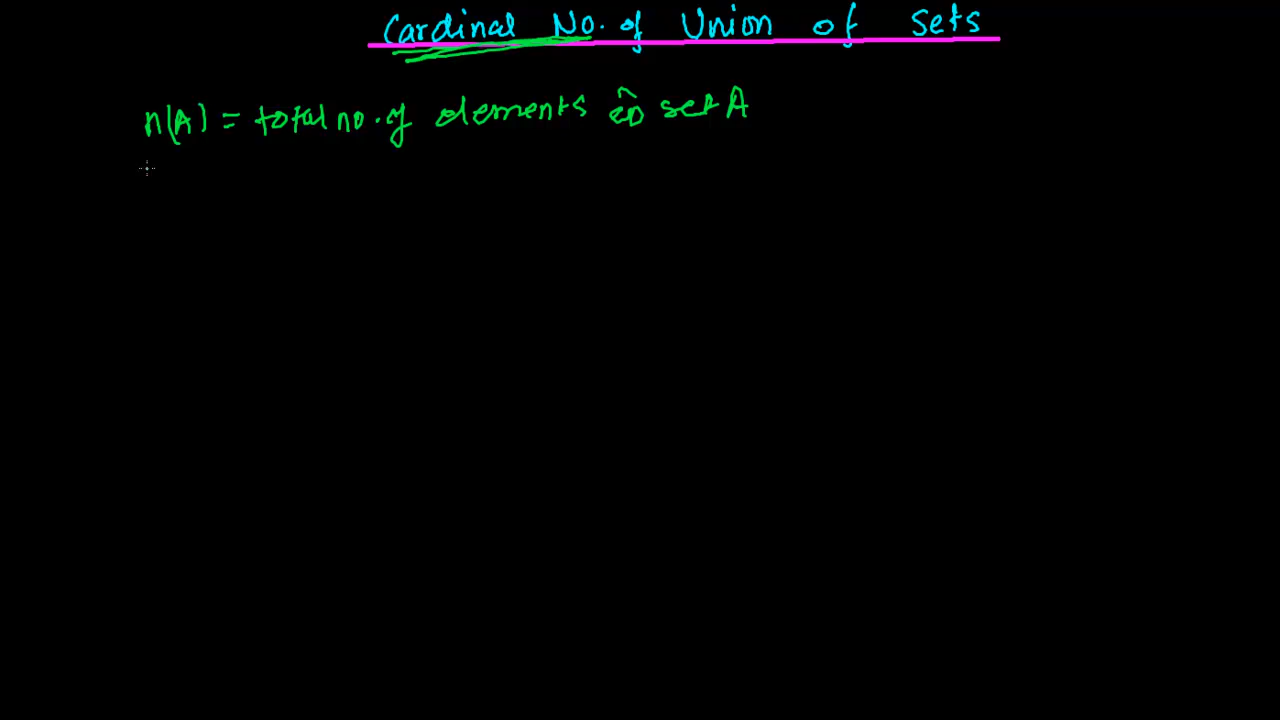 Cardinal No. of Union of Sets
n(A) = total no. of elements in set A